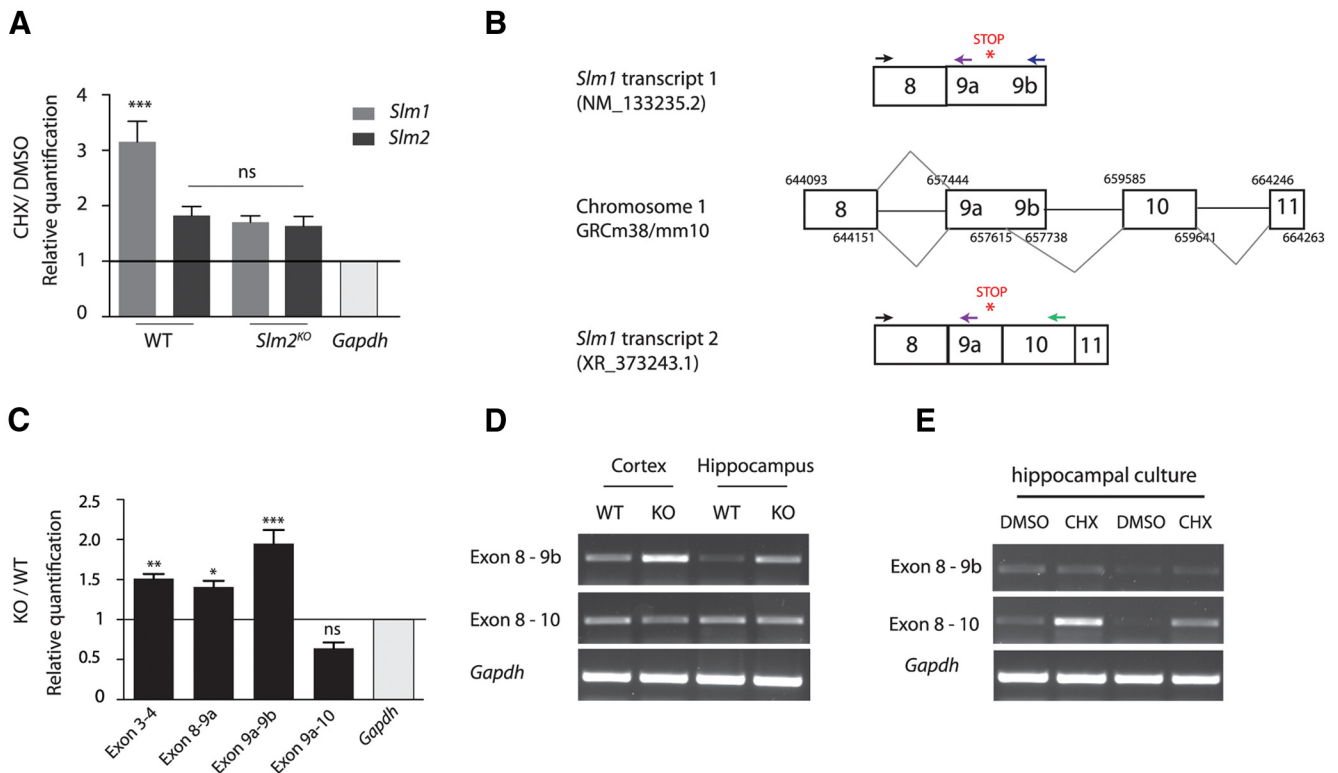 A
CHX/ DMSO
Relative quantification
4
3
2
1
0
***
ns
Slm1
Slm2
WT
Slm2KO
Gapdh
B
Slm1 transcript 1
(NM_133235.2)
STOP
*
8
9a
9b
Chromosome 1
GRCm38/mm10
644093
657444
659585
664246
8
9a
9b
10
11
644151
657615
657738
659641
664263
Slm1 transcript 2
(XR_373243.1)
STOP
*
8
9a
10
11
C
KO / WT
Relative quantification
2.5
2.0
1.5
1
0.5
0
**
*
***
ns
Exon 3-4
Exon 8-9a
Exon 9a-9b
Exon 9a-10
Gapdh
D
Cortex Hippocampus
WT KO WT KO
Exon 8 - 9b
Exon 8 - 10
Gapdh
E
hippocampal culture
DMSO CHX DMSO CHX
Exon 8 - 9b
Exon 8 - 10
Gapdh